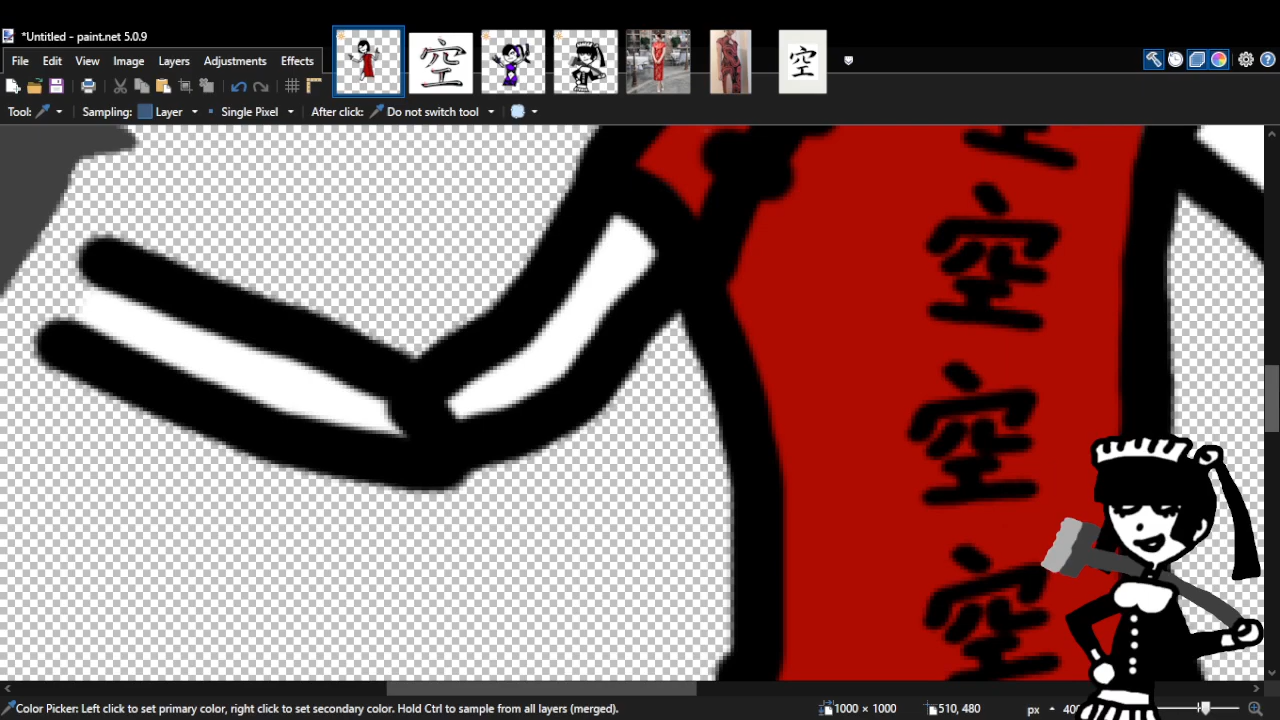 *Untitled - paint.net 5.0.9
空
空
File Edit View Image Layers Adjustments Effects
Tool: Sampling: Layer Single Pixel After click: Do not switch tool
空
空
空
Color Picker: Left click to set primary color, right click to set secondary color. Hold Ctrl to sample from all layers (merged). 1000 × 1000 510, 480 px